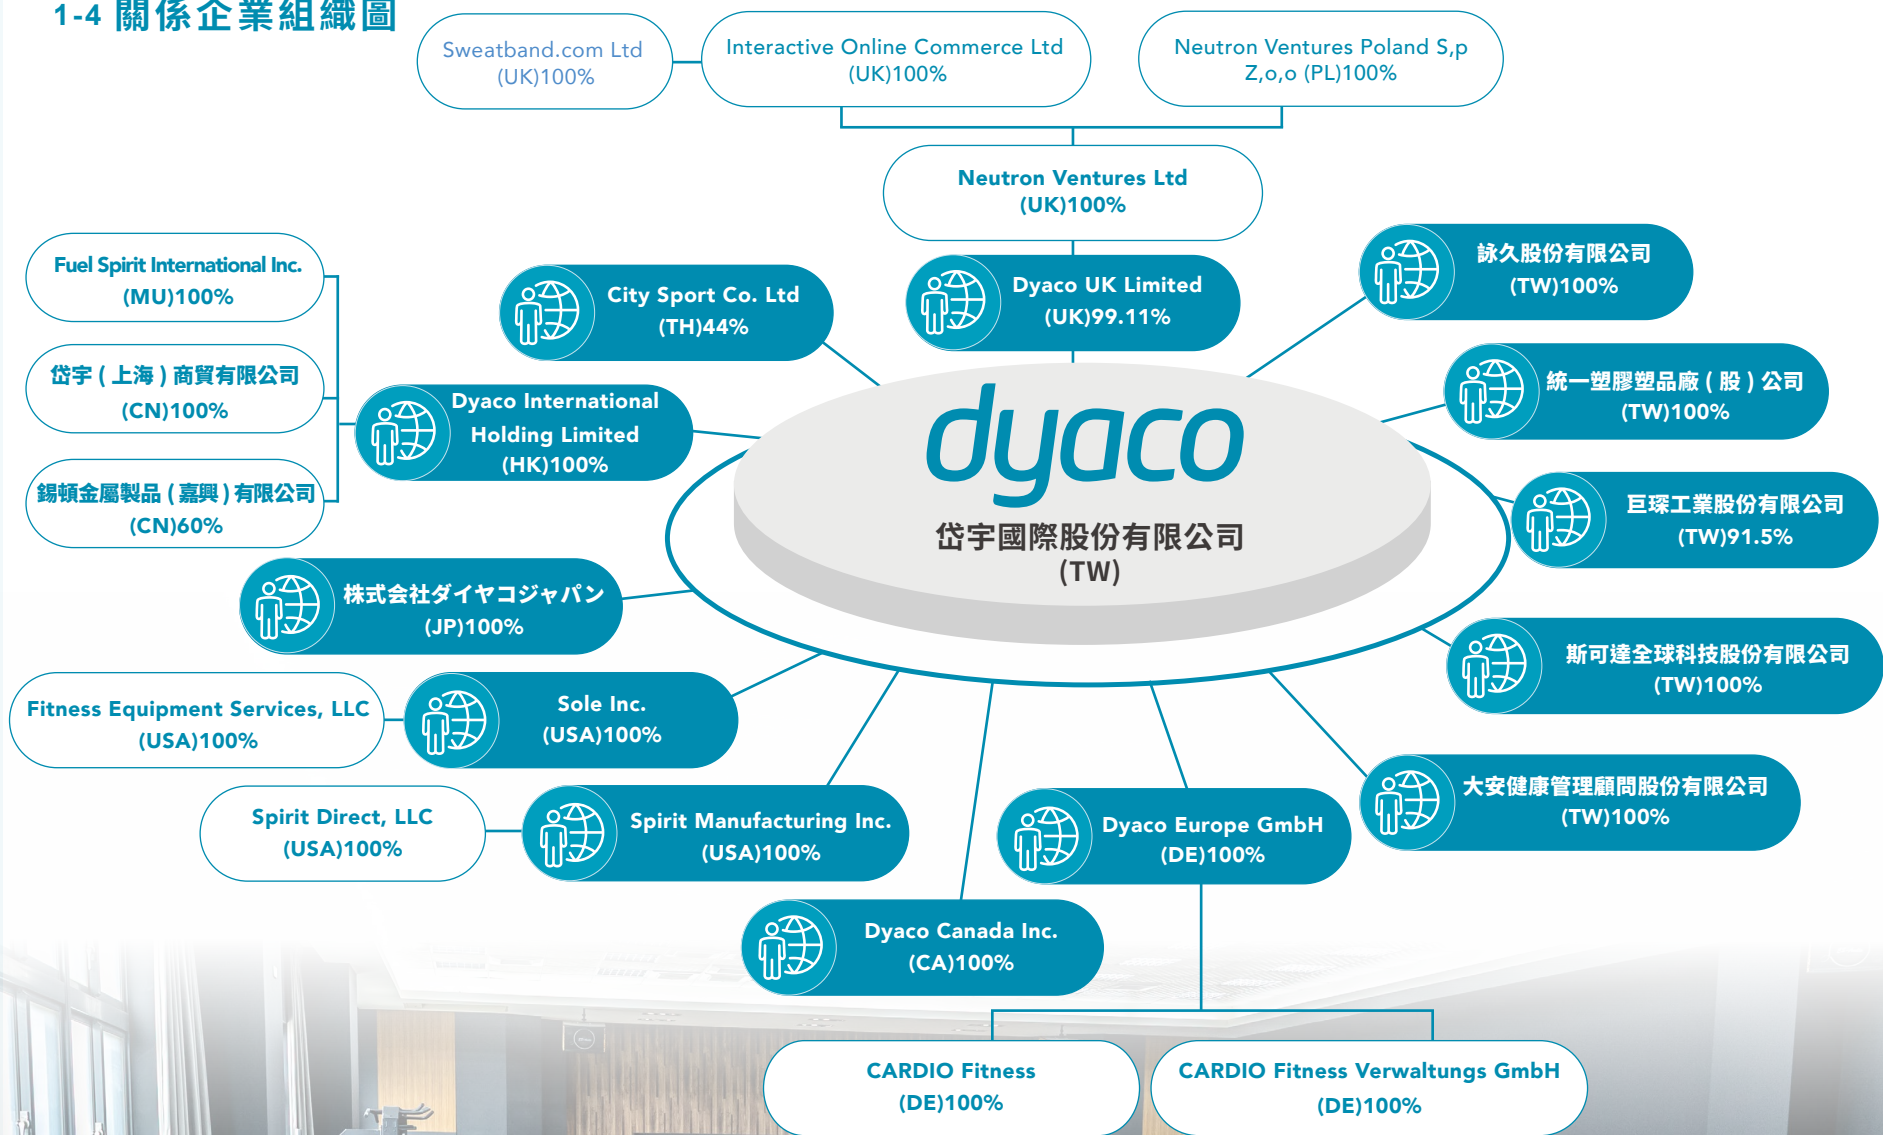 1-4 關係企業組織圖
Sweatband.com Ltd
(UK)100%
Interactive Online Commerce Ltd
(UK)100%
Neutron Ventures Poland S,p
Z,o,o (PL)100%
Neutron Ventures Ltd
(UK)100%
Fuel Spirit International Inc.
(MU)100%
岱宇 ( 上海 ) 商貿有限公司
(CN)100%
錫頓金屬製品 ( 嘉興 ) 有限公司
(CN)60%
City Sport Co. Ltd
(TH)44%
Dyaco UK Limited
(UK)99.11%
Dyaco International
Holding Limited
(HK)100%
詠久股份有限公司
(TW)100%
統一塑膠塑品廠 ( 股 ) 公司
(TW)100%
巨琛工業股份有限公司
(TW)91.5%
dyaco
岱宇國際股份有限公司
(TW)
株式会社ダイヤコジャパン
(JP)100%
斯可達全球科技股份有限公司
(TW)100%
Fitness Equipment Services, LLC
(USA)100%
Sole Inc.
(USA)100%
大安健康管理顧問股份有限公司
(TW)100%
Spirit Direct, LLC
(USA)100%
Spirit Manufacturing Inc.
(USA)100%
Dyaco Europe GmbH
(DE)100%
Dyaco Canada Inc.
(CA)100%
CARDIO Fitness
(DE)100%
CARDIO Fitness Verwaltungs GmbH
(DE)100%